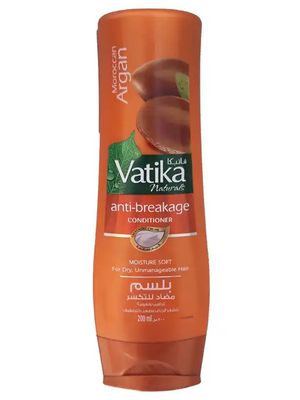 Moroccan
Argan
فاتيكا
Vatika
Naturals
anti-breakage
CONDITIONER
MOISTURE SOFT
For Dry, Unmanageable Hair
بلسم
مضاد للتكسر
200 ml